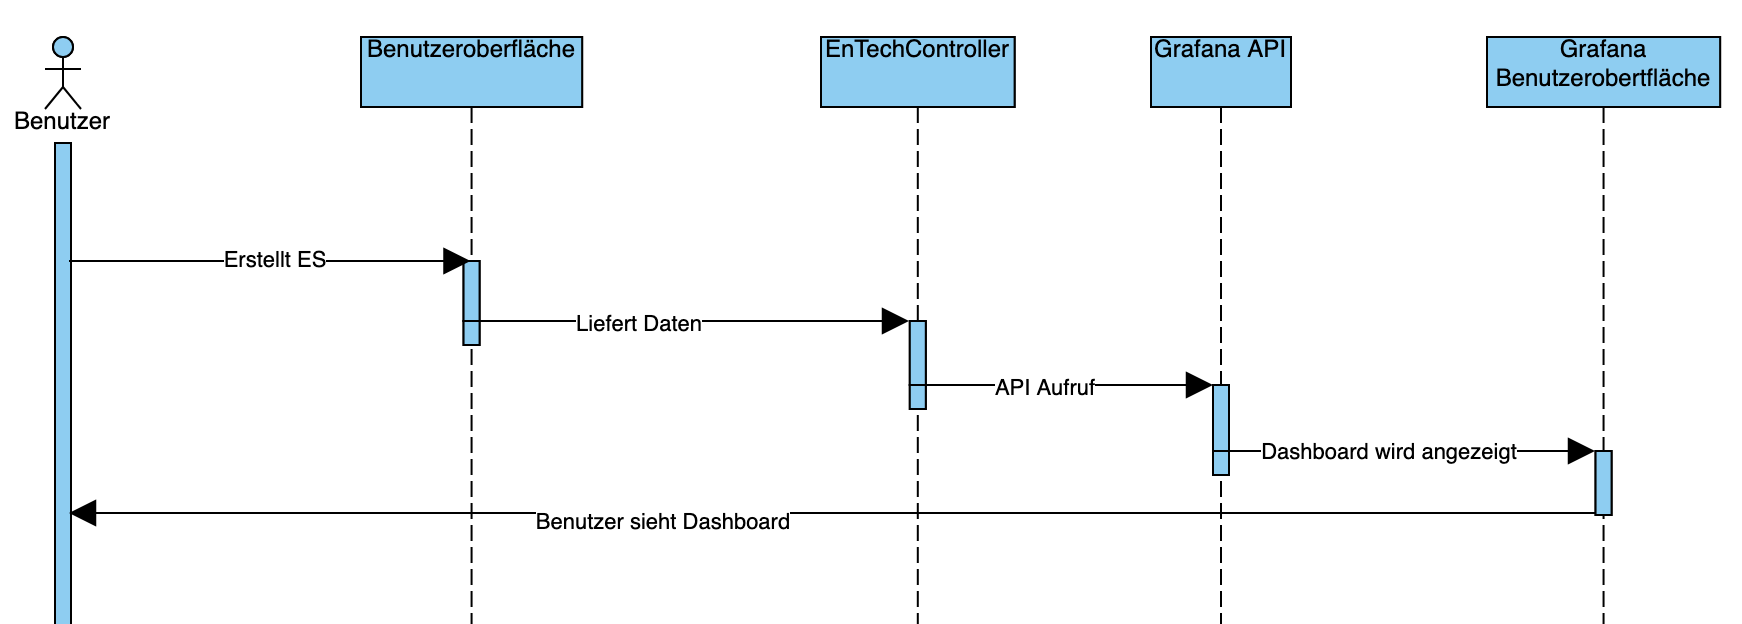 Benutzer
Benutzeroberfläche
EnTechController
Grafana API
Grafana
Benutzerobertfläche
Erstellt ES
Liefert Daten
API Aufruf
Dashboard wird angezeigt
Benutzer sieht Dashboard